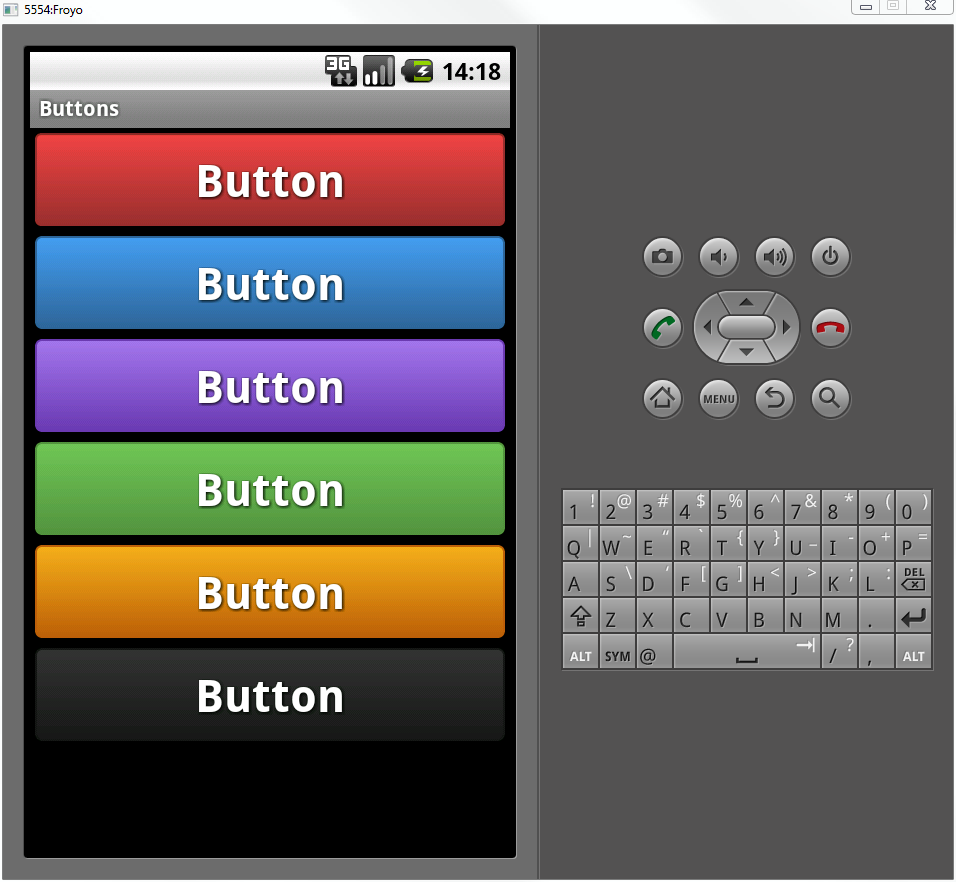 5554:Froyo
3G 14:18
Buttons
Button
Button
Button
Button
Button
Button
MENU
1 ! 2 @ 3 # 4 $ 5 % 6 ^ 7 & 8 * 9 ( 0 )
Q | W ~ E “ R ` T { Y } U _ I - O + P =
A S \ D ‘ F [ G ] H < J > K ; L : DEL
Z X C V B N M .
ALT SYM @ / ? , ALT